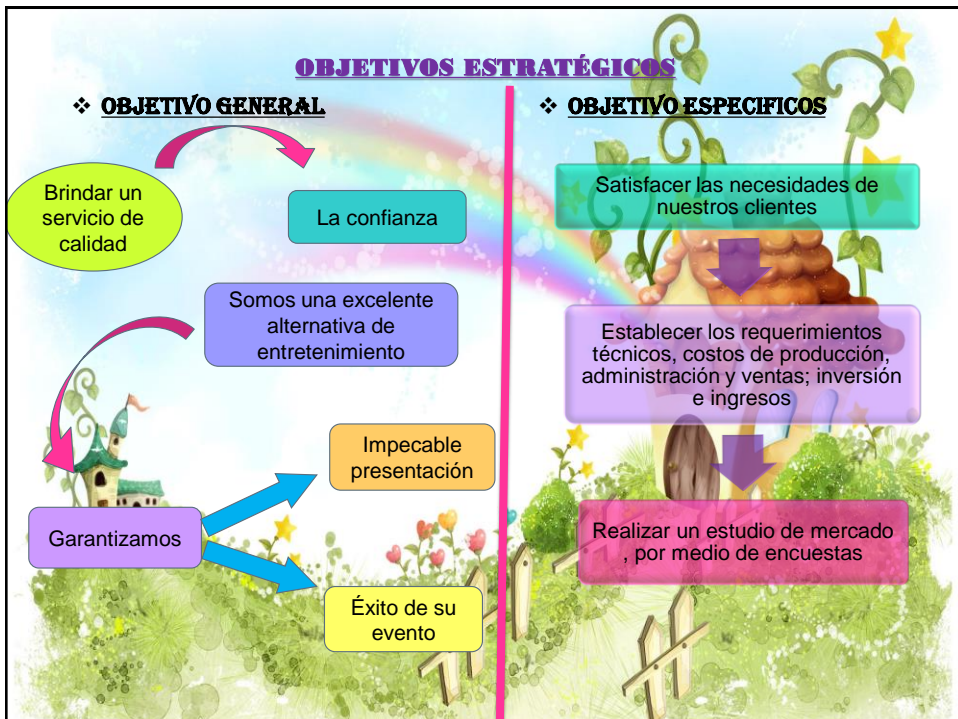 OBJETIVOS ESTRATÉGICOS
❖ OBJETIVO GENERAL
Brindar un
servicio de
calidad
La confianza
Somos una excelente
alternativa de
entretenimiento
Garantizamos
Impecable
presentación
Éxito de su
evento
❖ OBJETIVO ESPECIFICOS
Satisfacer las necesidades de
nuestros clientes
Establecer los requerimientos
técnicos, costos de producción,
administración y ventas; inversión
e ingresos
Realizar un estudio de mercado
, por medio de encuestas